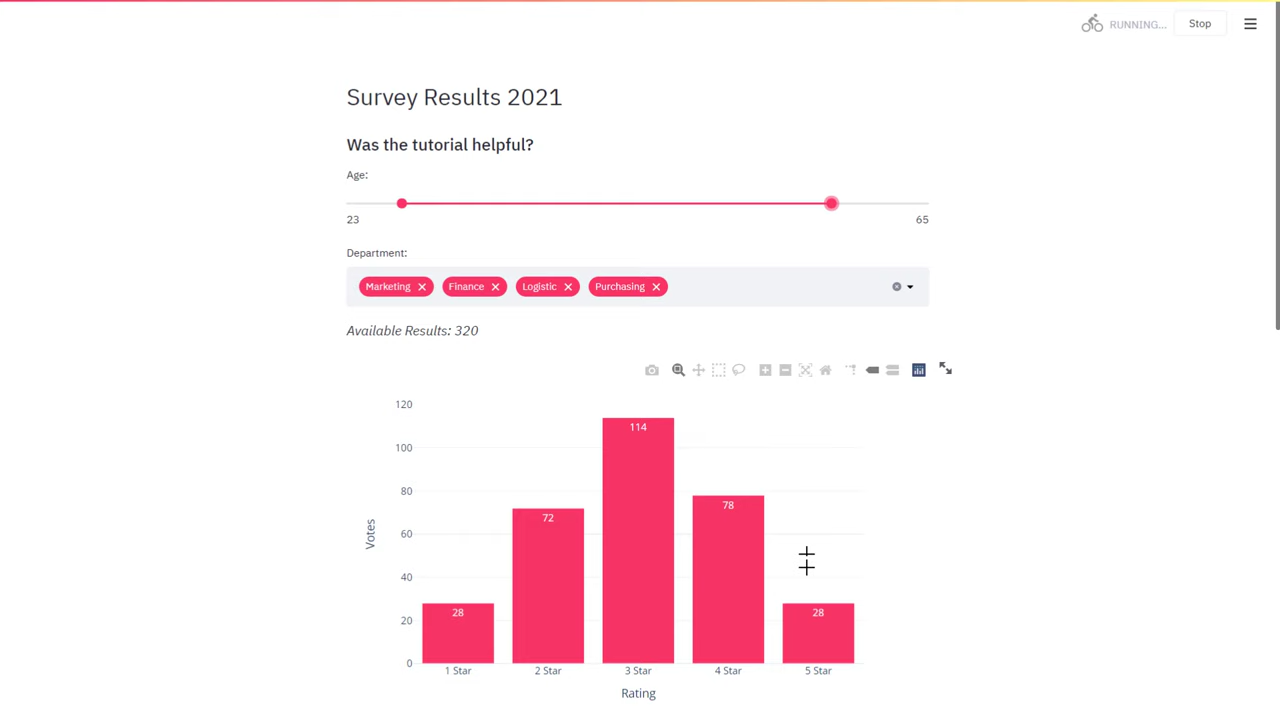 RUNNING... Stop
Survey Results 2021
Was the tutorial helpful?
Age:
23 65
Department:
Marketing Finance Logistic Purchasing
Available Results: 320
120
100
80
60
40
20
0
Votes
28 72 114 78 28
1 Star 2 Star 3 Star 4 Star 5 Star
Rating